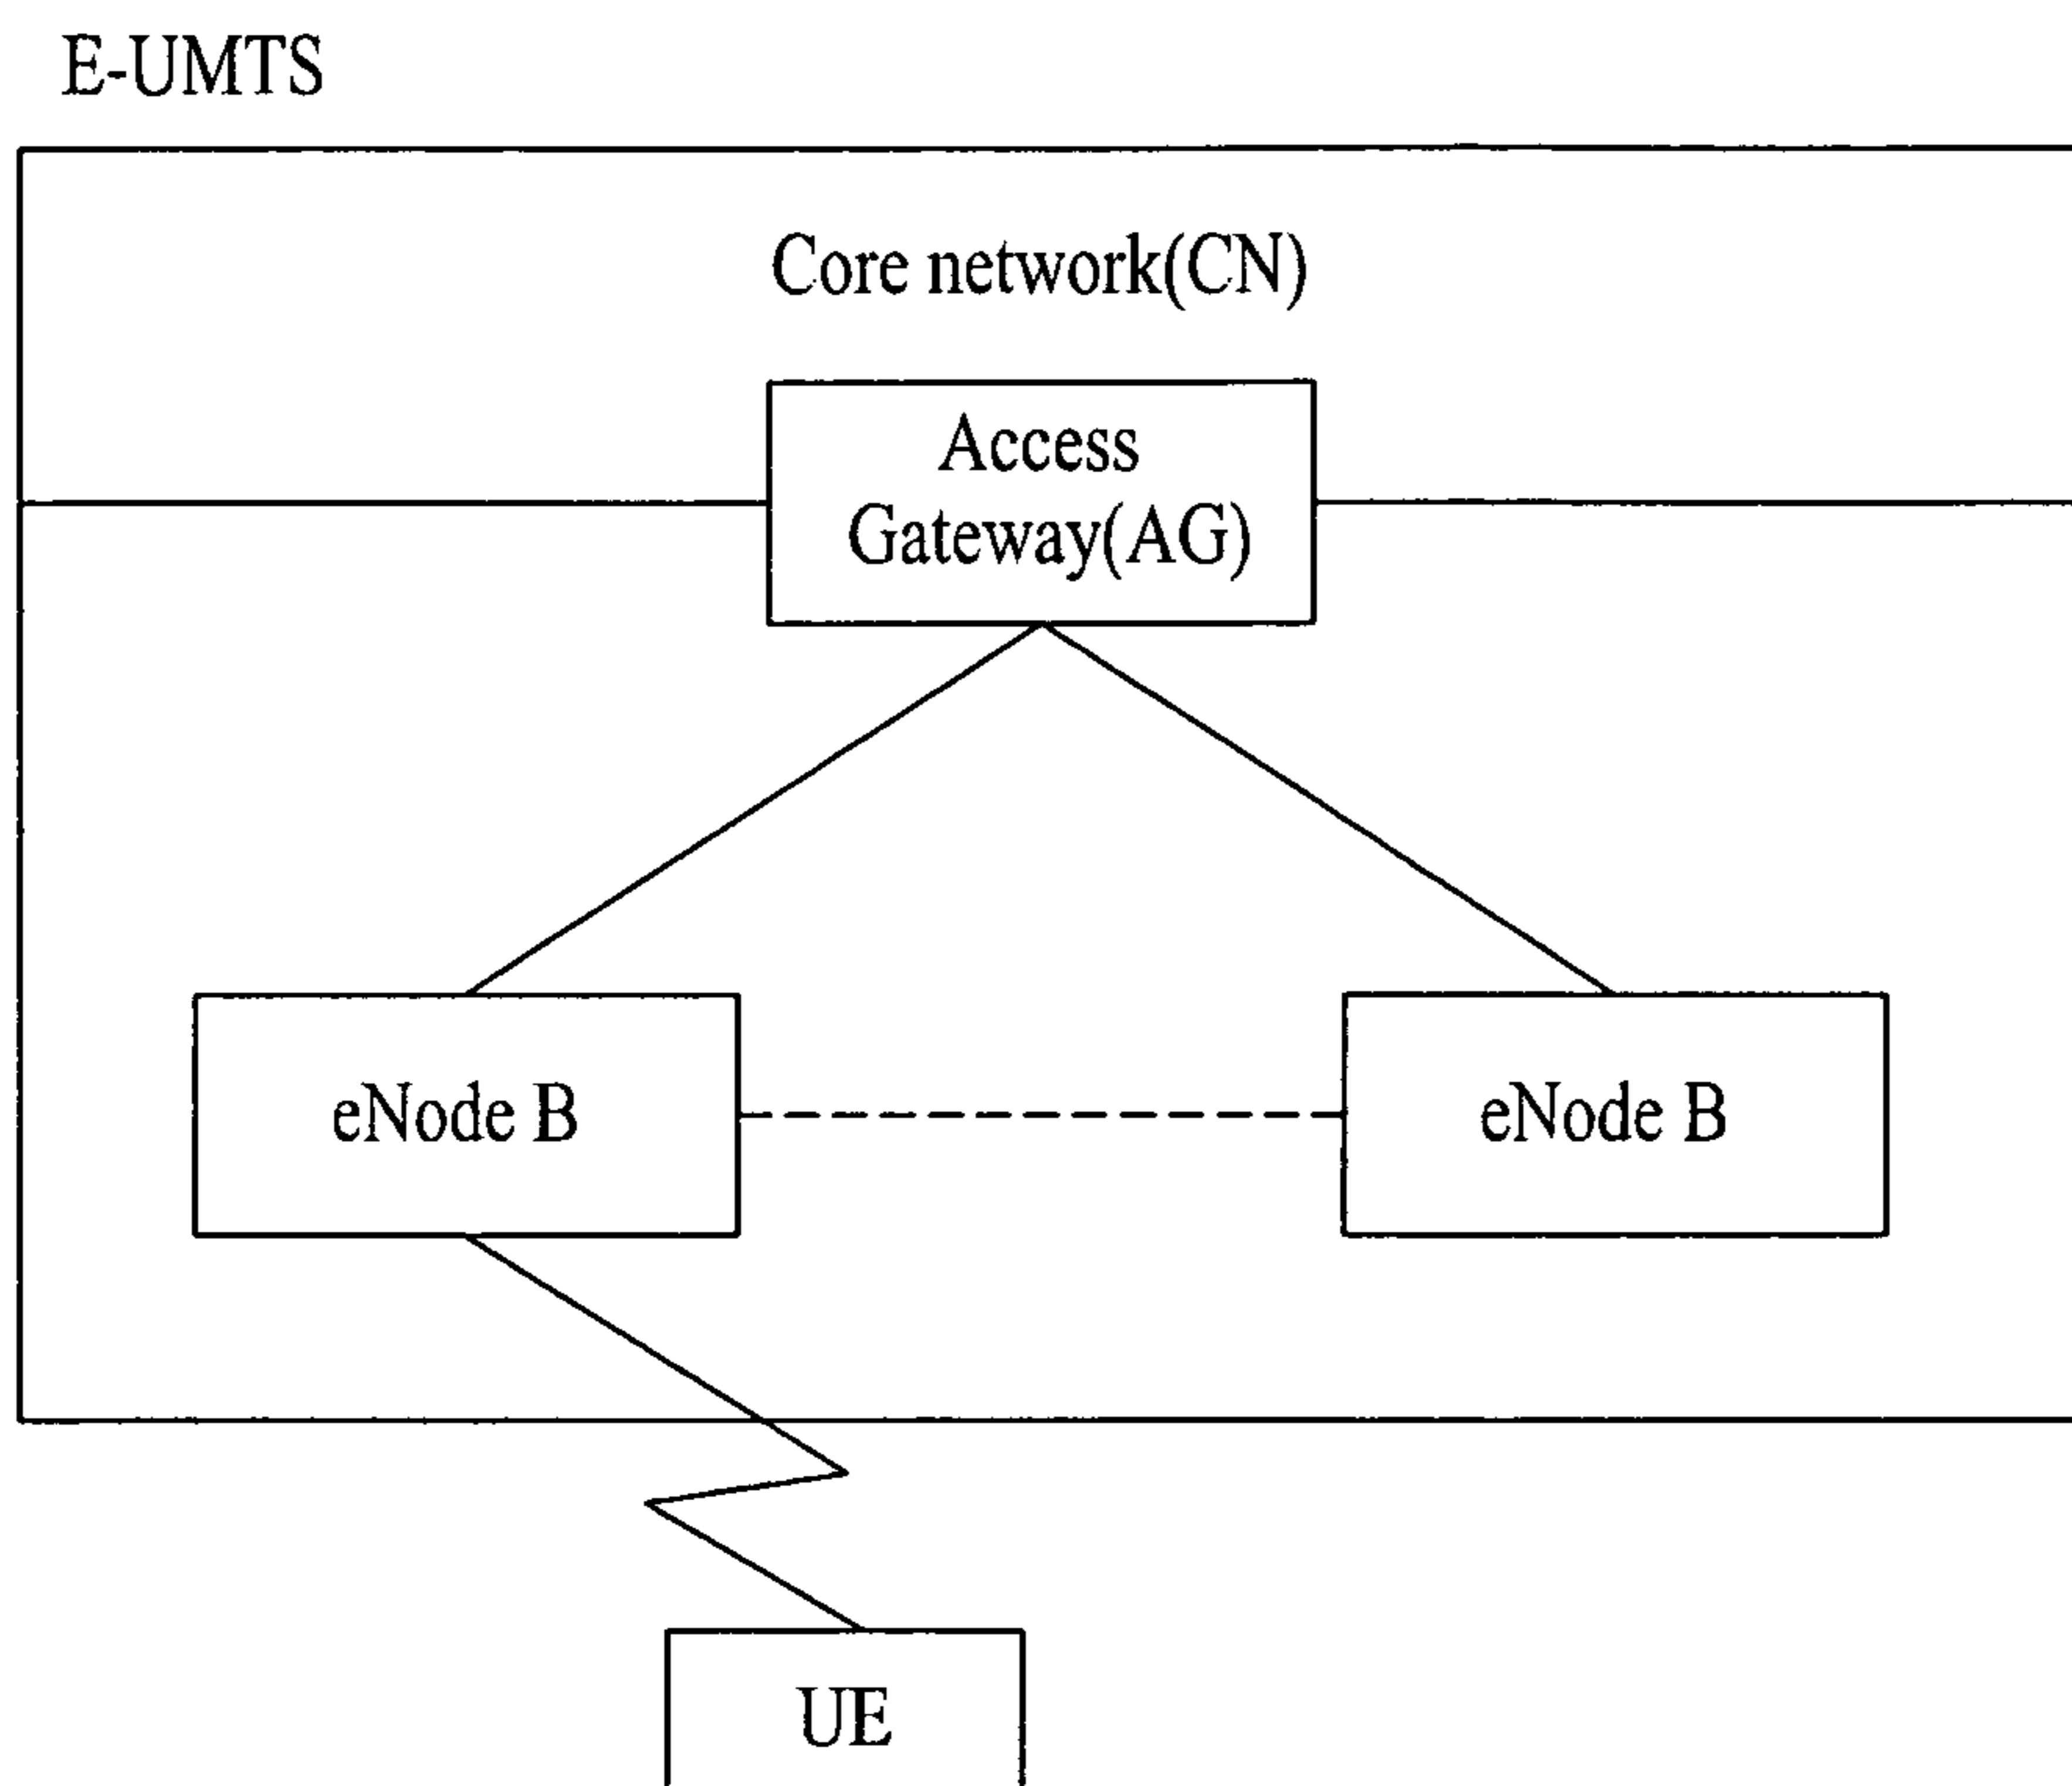 E-UMTS
Core network(CN)
Access
Gateway(AG)
eNode B
eNode B
UE